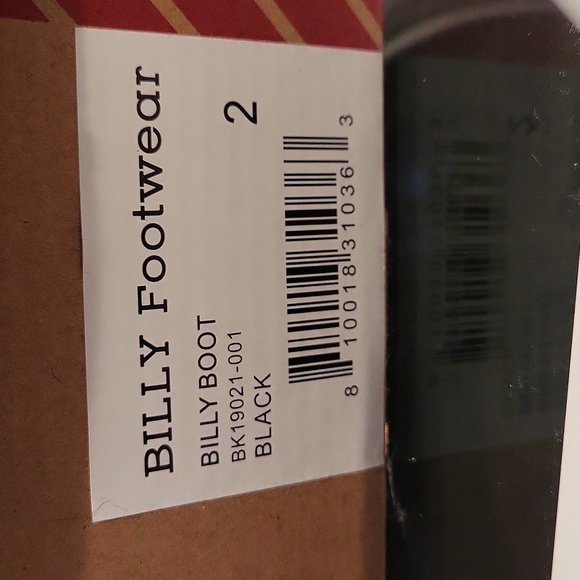 BILLY Footwear
BILLY BOOT
BK19021-001
BLACK
2
8 10018 31036 3